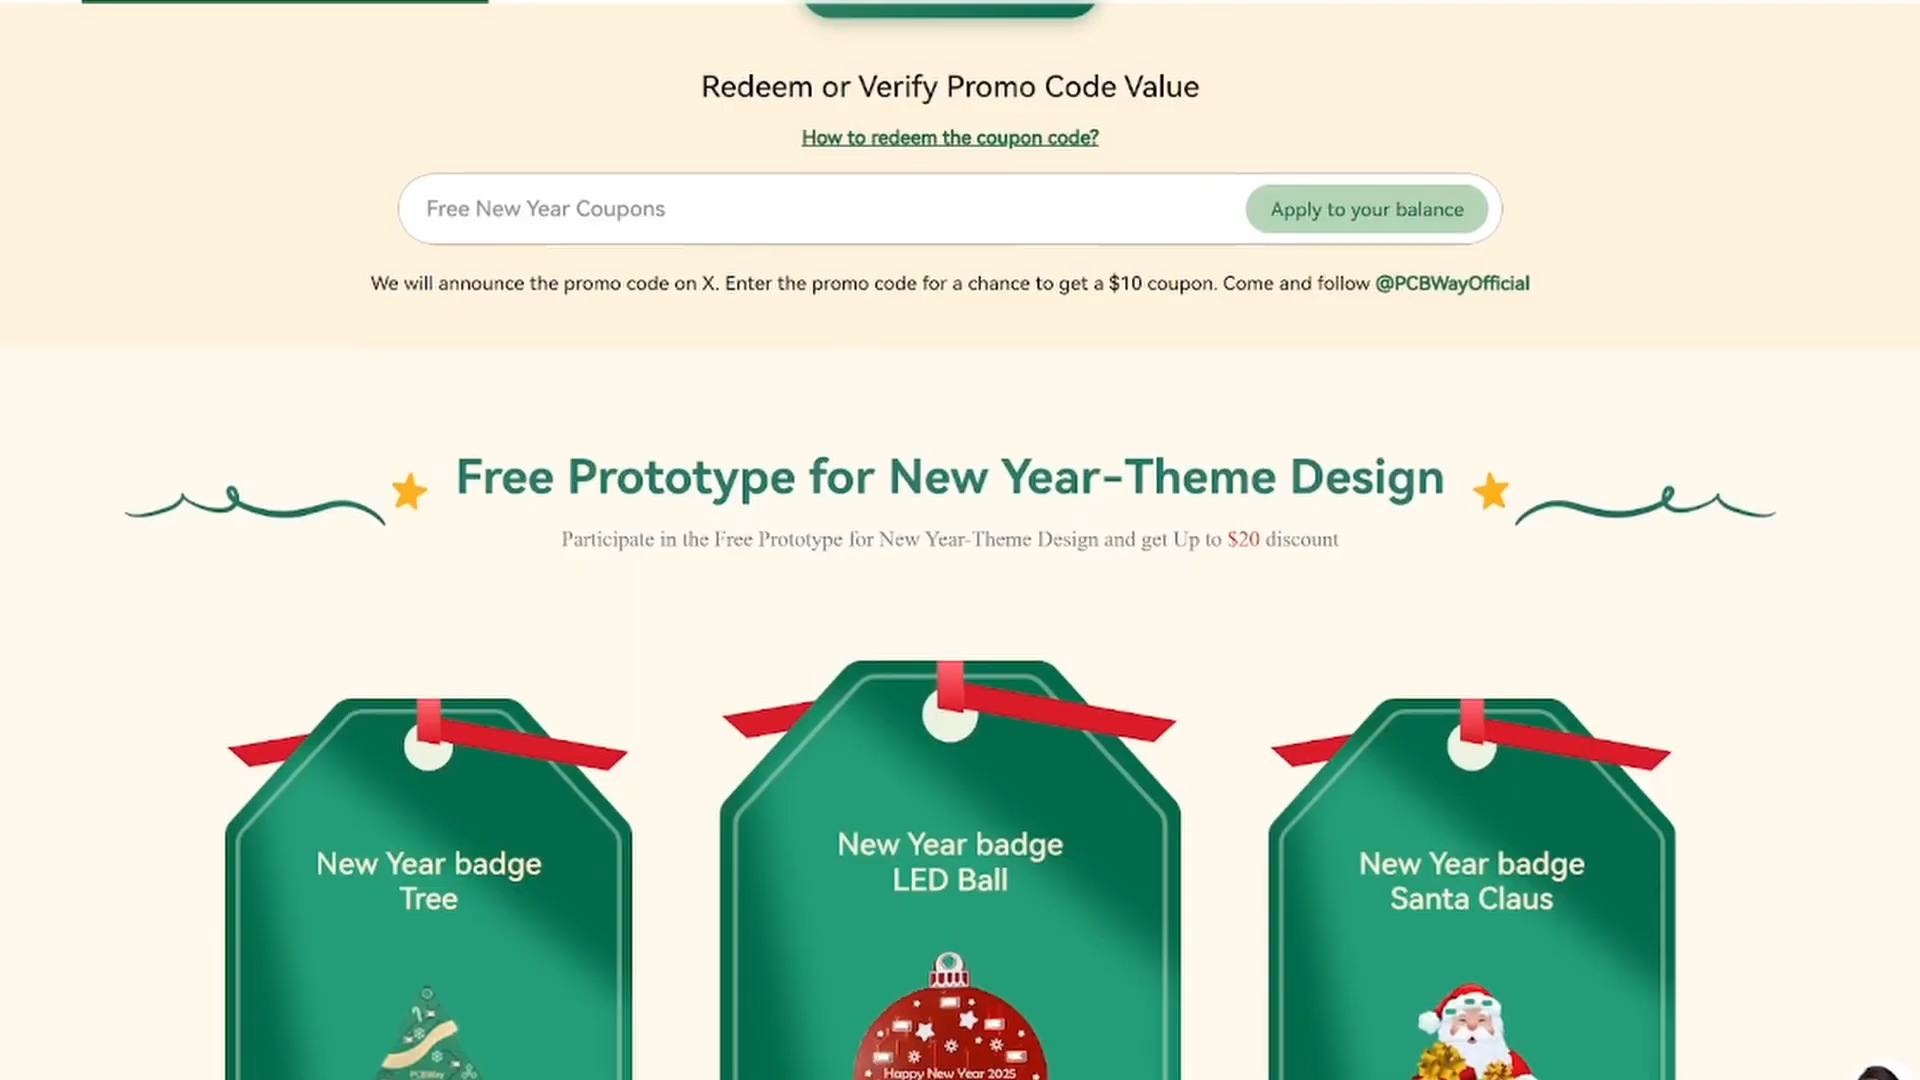 Redeem or Verify Promo Code Value
How to redeem the coupon code?
Free New Year Coupons
Apply to your balance
We will announce the promo code on X. Enter the promo code for a chance to get a $10 coupon. Come and follow @PCBWayOfficial
Free Prototype for New Year-Theme Design
Participate in the Free Prototype for New Year-Theme Design and get Up to $20 discount
New Year badge
Tree
New Year badge
LED Ball
New Year badge
Santa Claus
PCBWay
Happy New Year 2025